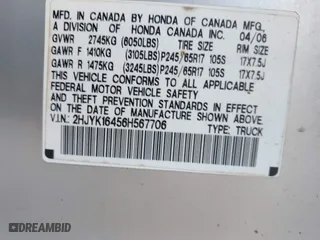 MFD. IN CANADA BY HONDA OF CANADA MFG.,
A DIVISION OF HONDA CANADA INC. 04/06
GVWR 2745KG (6050LBS) TIRE SIZE RIM SIZE
GAWR F 1410KG (3105LBS) P245/65R17 105S 17X7.5J
GAWR R 1475KG (3245LBS) P245/65R17 105S 17X7.5J
THIS VEHICLE CONFORMS TO ALL APPLICABLE
FEDERAL MOTOR VEHICLE SAFETY
STANDARDS IN EFFECT ON THE DATE OF
MANUFACTURE SHOWN ABOVE.
V.I.N.: 2HJYK16456H567706 TYPE: TRUCK
DREAMBID